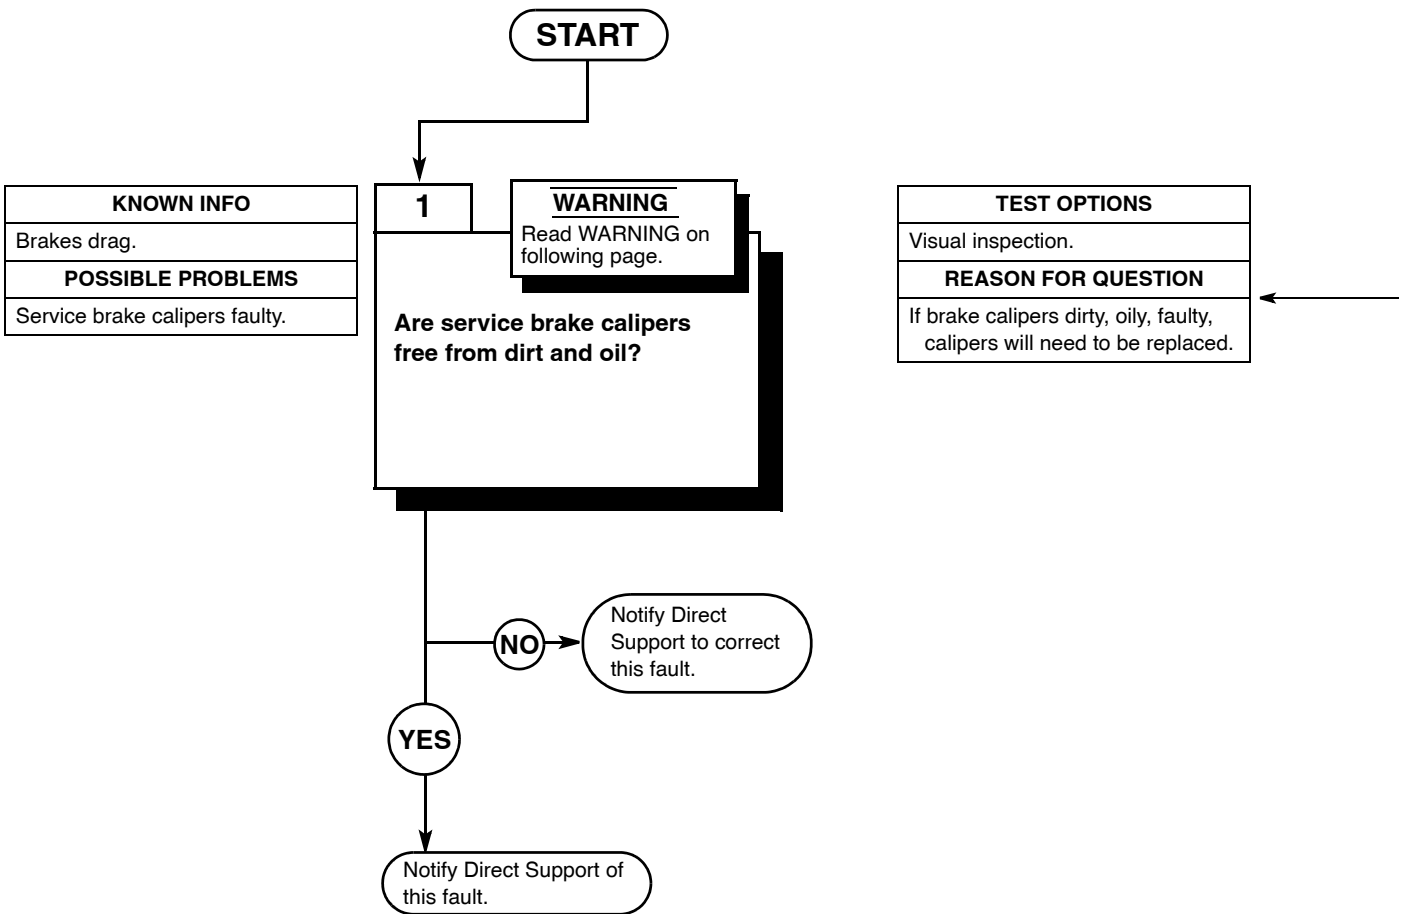 START
KNOWN INFO
Brakes drag.
POSSIBLE PROBLEMS
Service brake calipers faulty.
1
WARNING
Read WARNING on
following page.
Are service brake calipers
free from dirt and oil?
TEST OPTIONS
Visual inspection.
REASON FOR QUESTION
If brake calipers dirty, oily, faulty,
calipers will need to be replaced.
NO
Notify Direct
Support to correct
this fault.
YES
Notify Direct Support of
this fault.